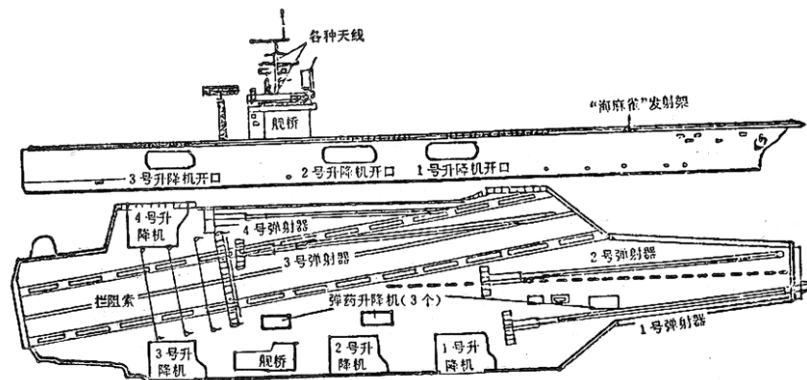 各种天线
舰桥
“海麻雀”发射架
3号升降机开口
2号升降机开口
1号升降机开口
4号升
降机
4号弹射器
3号弹射器
2号弹射器
拦阻索
弹药升降机(3个)
1号弹射器
3号升
降机
舰桥
2号升
降机
1号升
降机